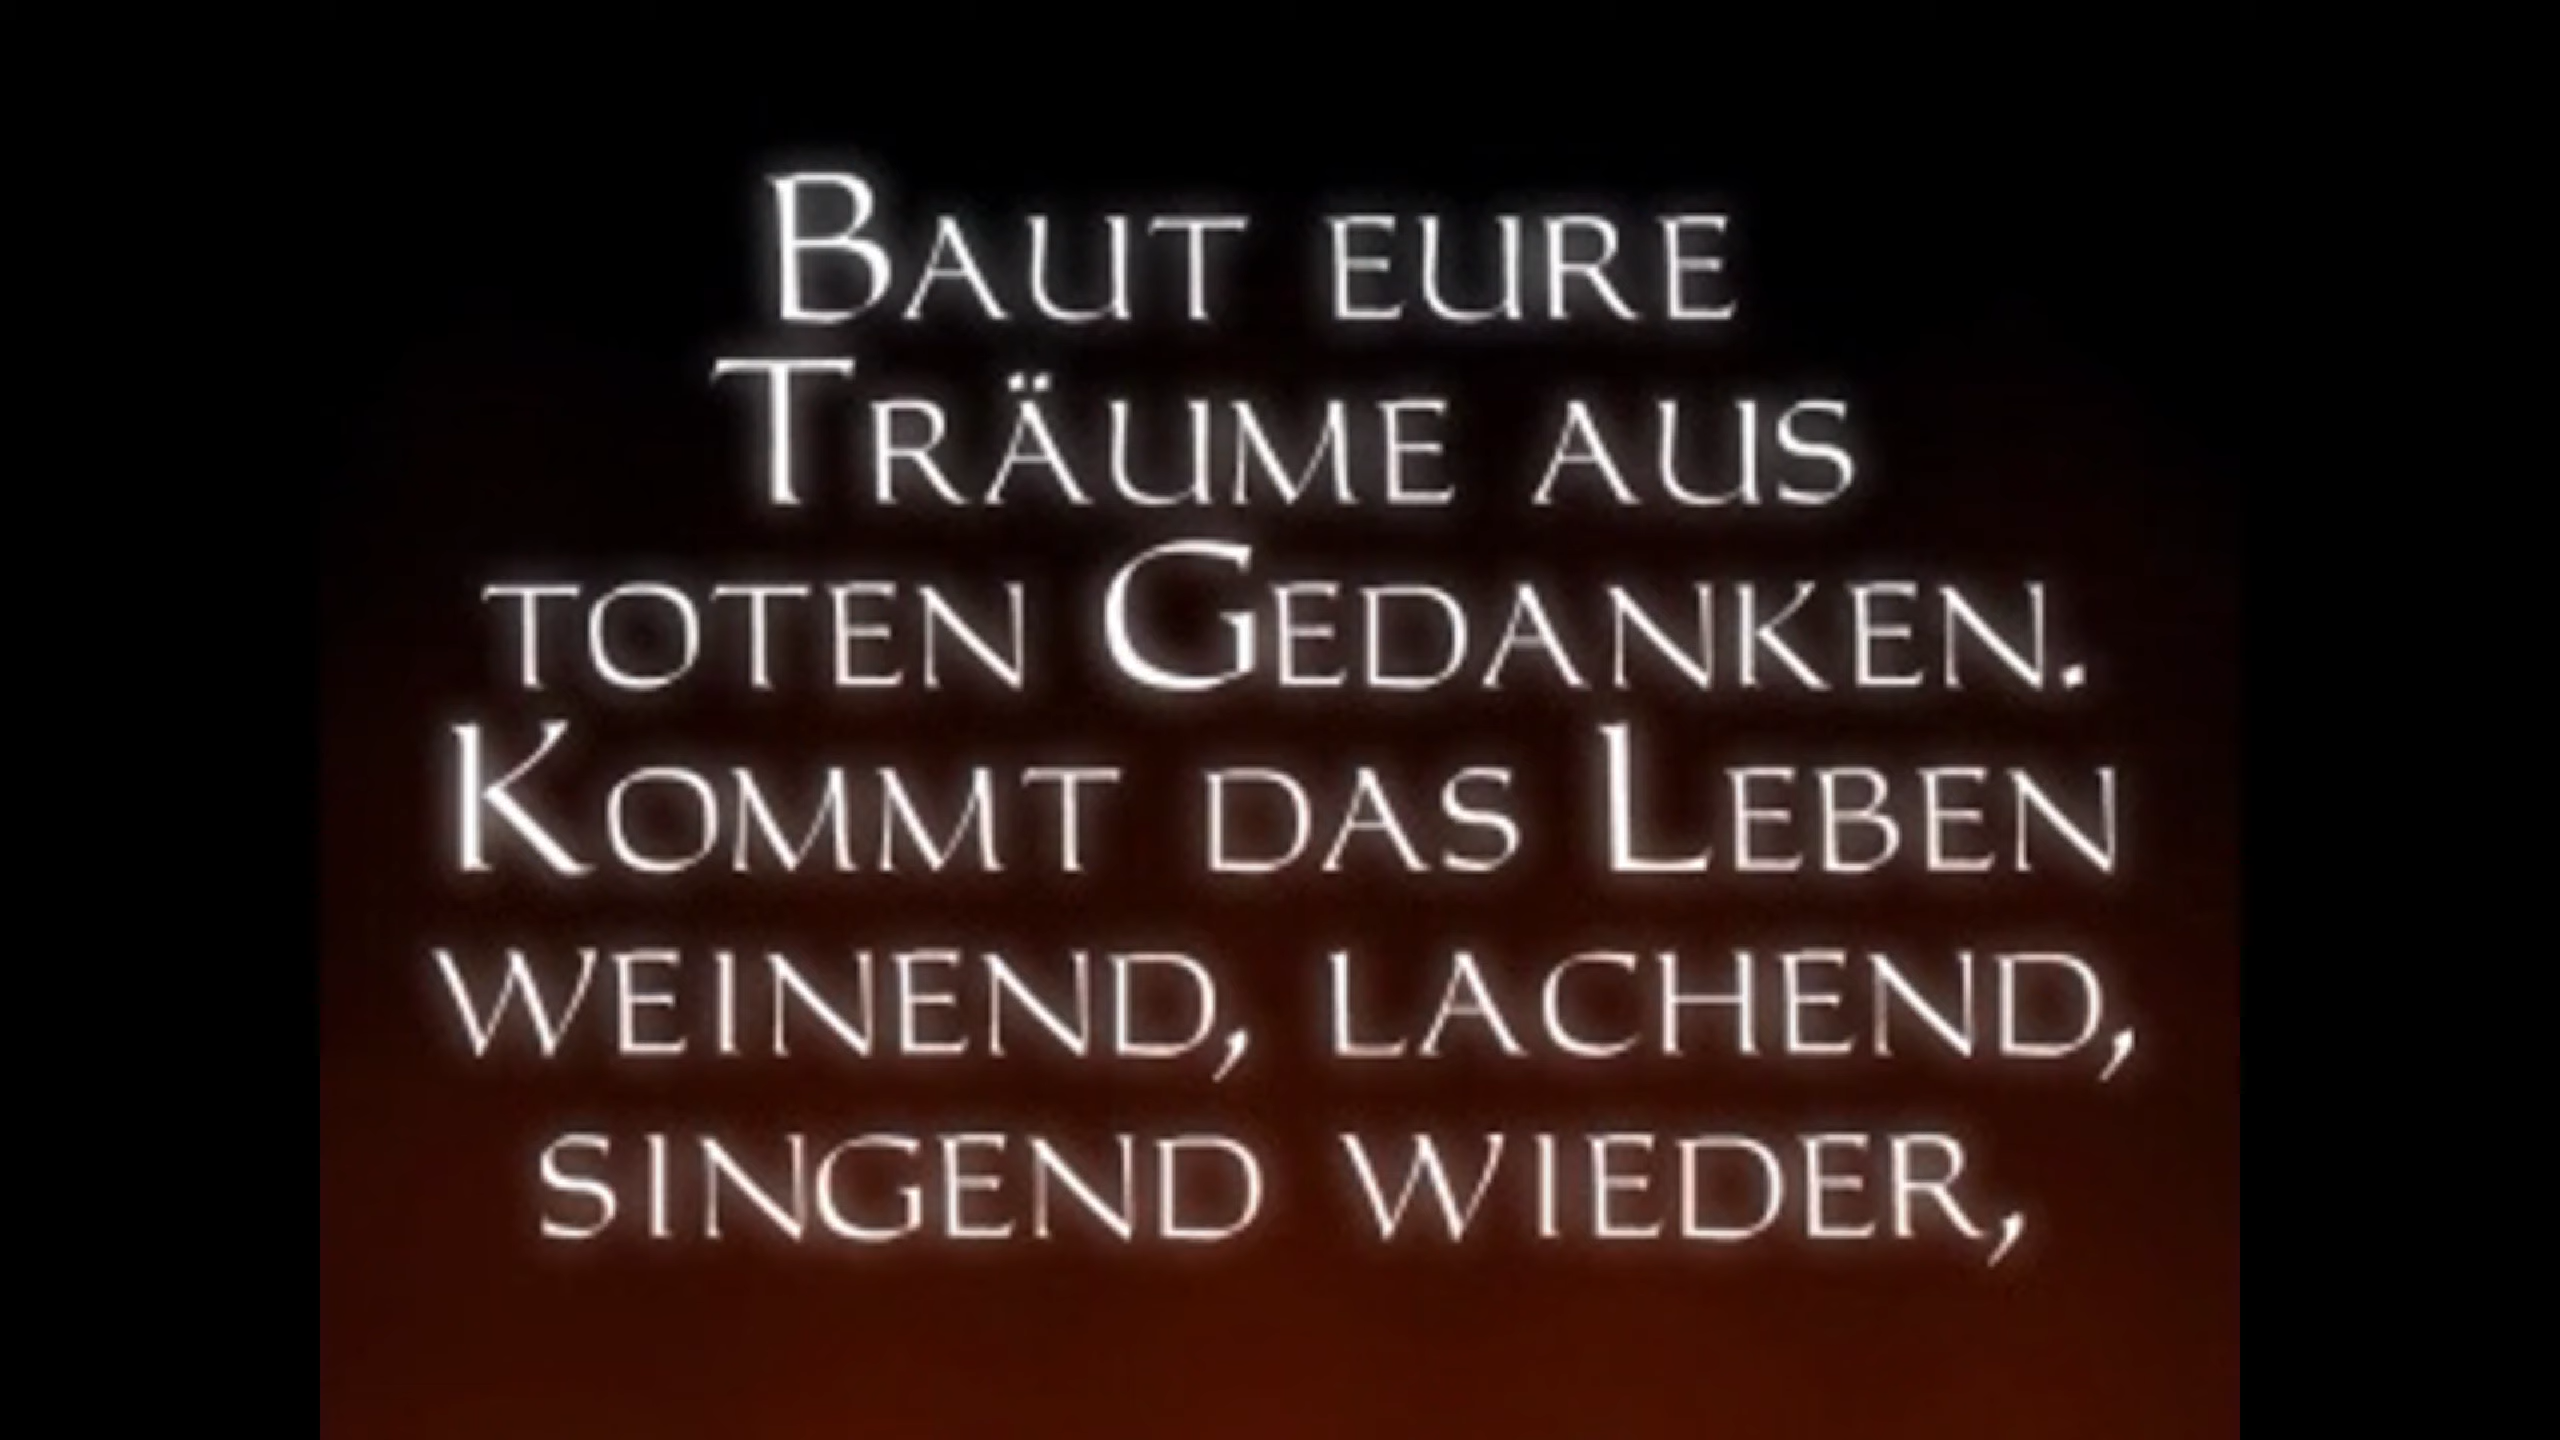 Baut eure
Träume aus
toten Gedanken.
Kommt das Leben
weinend, lachend,
singend wieder,